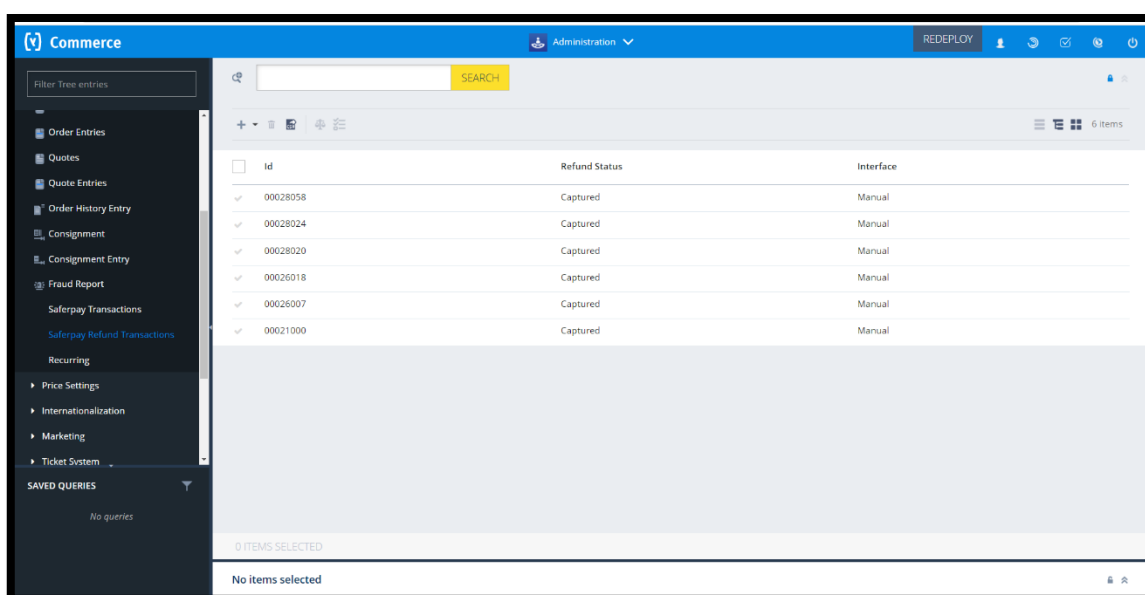 (Y) Commerce
Administration
REDEPLOY
Filter Tree entries
Order Entries
Quotes
Quote Entries
Order History Entry
Consignment
Consignment Entry
Fraud Report
Saferpay Transactions
Saferpay Refund Transactions
Recurring
Price Settings
Internationalization
Marketing
Ticket System
SAVED QUERIES
No queries
SEARCH
6 items
Id Refund Status Interface
00028058 Captured Manual
00028024 Captured Manual
00028020 Captured Manual
00026018 Captured Manual
00026007 Captured Manual
00021000 Captured Manual
0 ITEMS SELECTED
No items selected